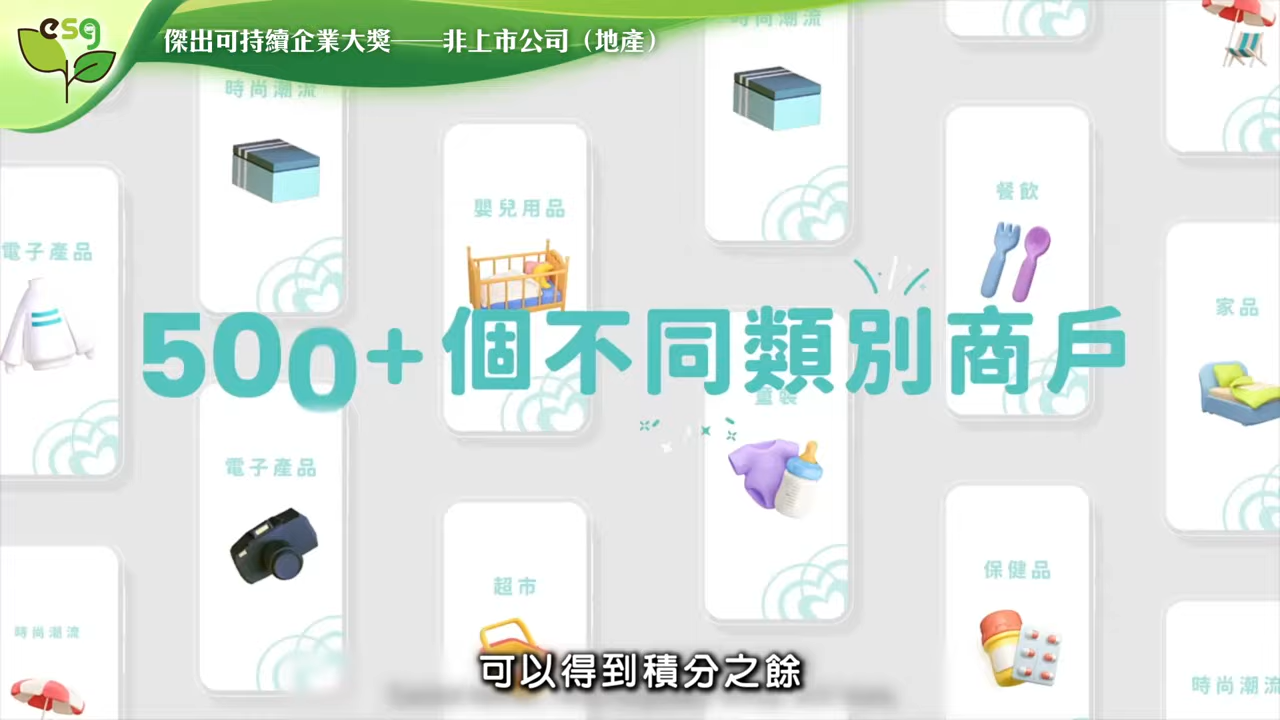 esg
傑出可持續企業大獎——非上市公司（地產）
時尚潮流
時尚潮流
餐飲
嬰兒用品
電子產品
家品
500+個不同類別商戶
童裝
電子產品
保健品
超市
時尚潮流
時尚潮流
可以得到積分之餘